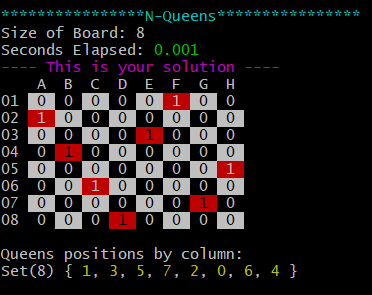 ***************N-Queens***************
Size of Board: 8
Seconds Elapsed: 0.001
---- This is your solution ----
A B C D E F G H
01 0 0 0 0 0 1 0 0
02 1 0 0 0 0 0 0 0
03 0 0 0 0 1 0 0 0
04 0 1 0 0 0 0 0 0
05 0 0 0 0 0 0 0 1
06 0 0 1 0 0 0 0 0
07 0 0 0 0 0 0 1 0
08 0 0 0 1 0 0 0 0
Queens positions by column:
Set(8) { 1, 3, 5, 7, 2, 0, 6, 4 }